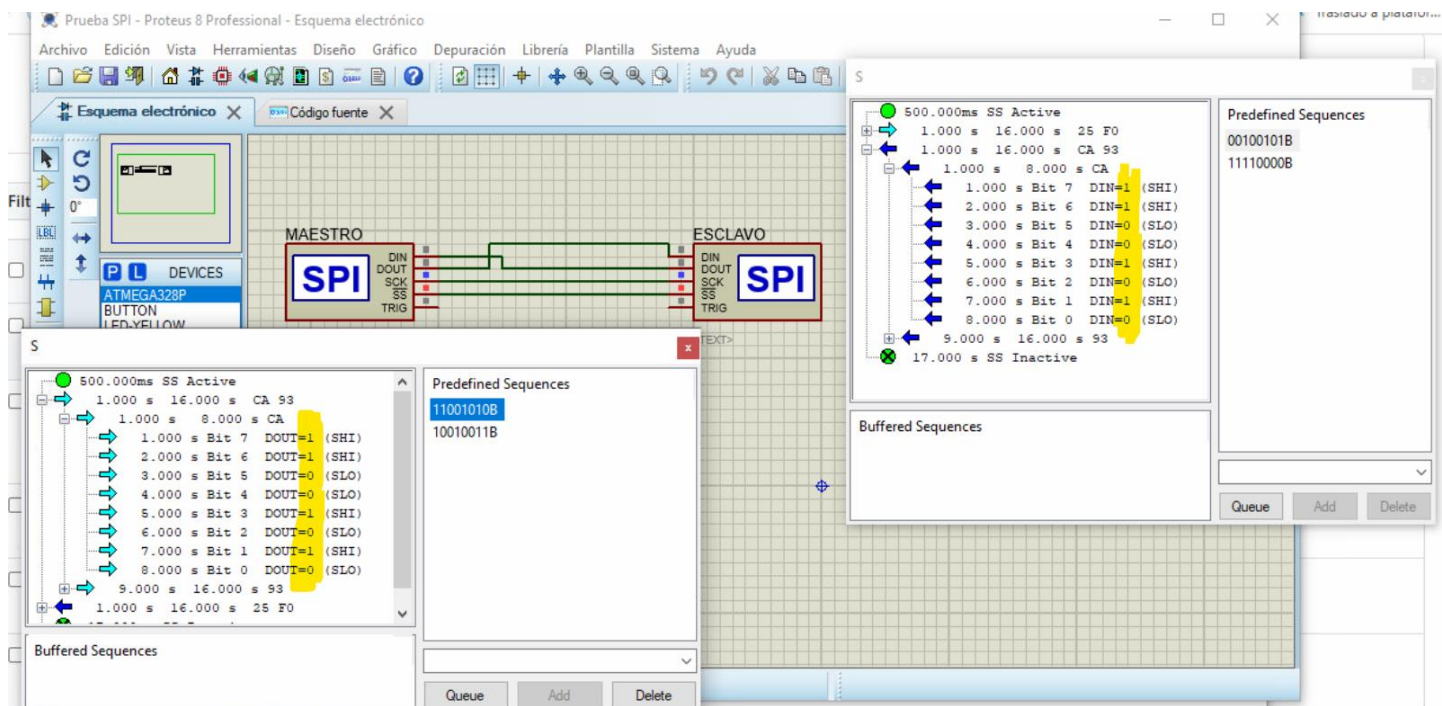 Prueba SPI - Proteus 8 Professional - Esquema electrónico
Archivo Edición Vista Herramientas Diseño Gráfico Depuración Librería Plantilla Sistema Ayuda
Esquema electrónico
Código fuente
Filt
0°
LBL
P L DEVICES
ATMEGA328P
BUTTON
LED-YELLOW
MAESTRO
SPI
DIN
DOUT
SCK
SS
TRIG
ESCLAVO
DIN
DOUT
SCK
SS
TRIG
SPI
TEXT>
S
500.000ms SS Active
1.000 s 16.000 s 25 F0
1.000 s 16.000 s CA 93
1.000 s 8.000 s CA
1.000 s Bit 7 DIN=1 (SHI)
2.000 s Bit 6 DIN=1 (SHI)
3.000 s Bit 5 DIN=0 (SLO)
4.000 s Bit 4 DIN=0 (SLO)
5.000 s Bit 3 DIN=1 (SHI)
6.000 s Bit 2 DIN=0 (SLO)
7.000 s Bit 1 DIN=1 (SHI)
8.000 s Bit 0 DIN=0 (SLO)
9.000 s 16.000 s 93
17.000 s SS Inactive
Predefined Sequences
00100101B
11110000B
Buffered Sequences
Queue Add Delete
S
500.000ms SS Active
1.000 s 16.000 s CA 93
1.000 s 8.000 s CA
1.000 s Bit 7 DOUT=1 (SHI)
2.000 s Bit 6 DOUT=1 (SHI)
3.000 s Bit 5 DOUT=0 (SLO)
4.000 s Bit 4 DOUT=0 (SLO)
5.000 s Bit 3 DOUT=1 (SHI)
6.000 s Bit 2 DOUT=0 (SLO)
7.000 s Bit 1 DOUT=1 (SHI)
8.000 s Bit 0 DOUT=0 (SLO)
9.000 s 16.000 s 93
1.000 s 16.000 s 25 F0
Predefined Sequences
11001010B
10010011B
Buffered Sequences
Queue Add Delete